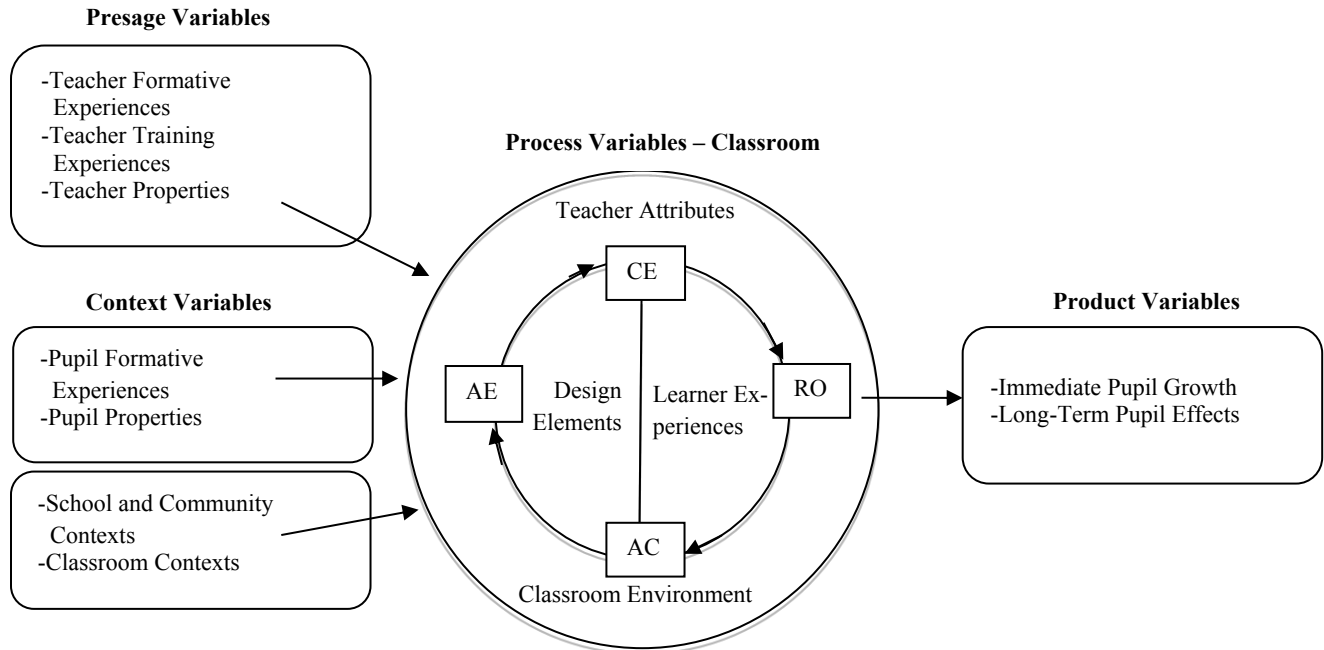 Presage Variables
-Teacher Formative
Experiences
-Teacher Training
Experiences
-Teacher Properties
Context Variables
-Pupil Formative
Experiences
-Pupil Properties
-School and Community
Contexts
-Classroom Contexts
Process Variables – Classroom
Teacher Attributes
CE
AE
Design
Elements
Learner Ex-
periences
RO
AC
Classroom Environment
Product Variables
-Immediate Pupil Growth
-Long-Term Pupil Effects